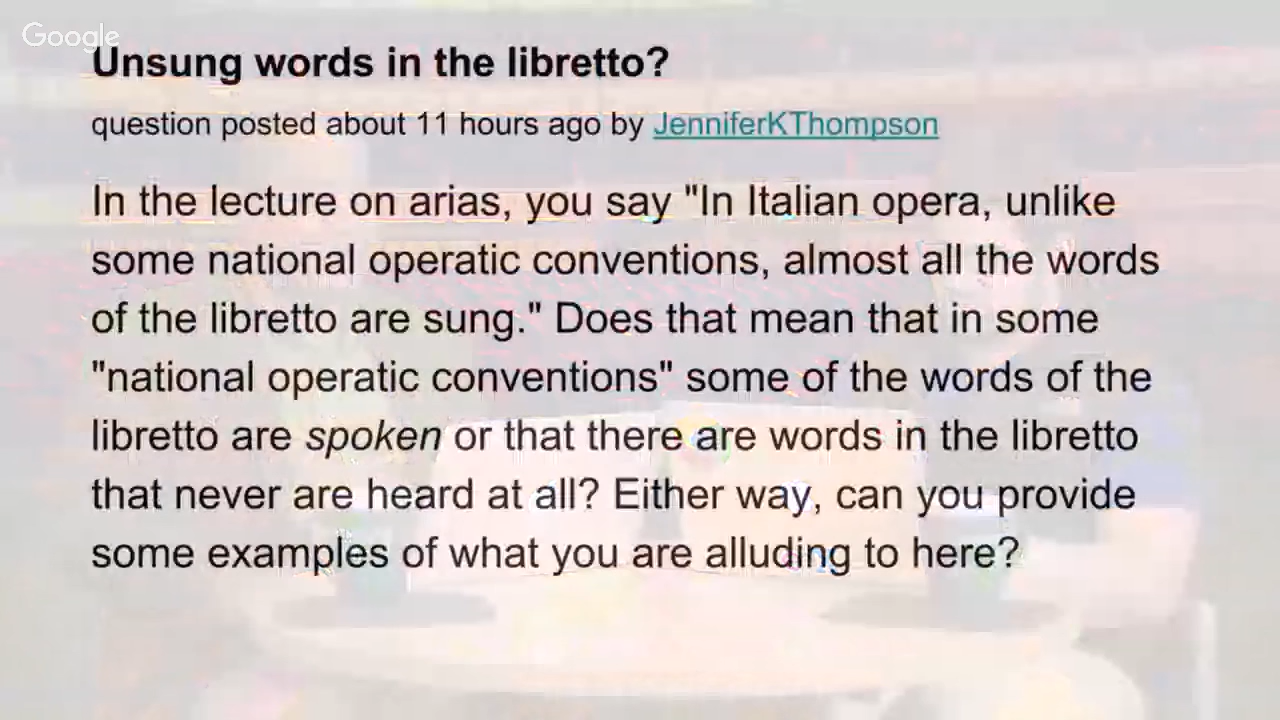 Google
Unsung words in the libretto?
question posted about 11 hours ago by JenniferKThompson
In the lecture on arias, you say "In Italian opera, unlike
some national operatic conventions, almost all the words
of the libretto are sung." Does that mean that in some
"national operatic conventions" some of the words of the
libretto are spoken or that there are words in the libretto
that never are heard at all? Either way, can you provide
some examples of what you are alluding to here?